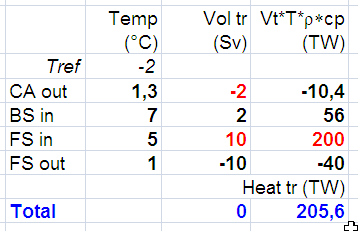 Temp Vol tr Vt*T*ρ*cp
(°C) (Sv) (TW)
Tref -2
CA out 1,3 -2 -10,4
BS in 7 2 56
FS in 5 10 200
FS out 1 -10 -40
Heat tr (TW)
Total 0 205,6